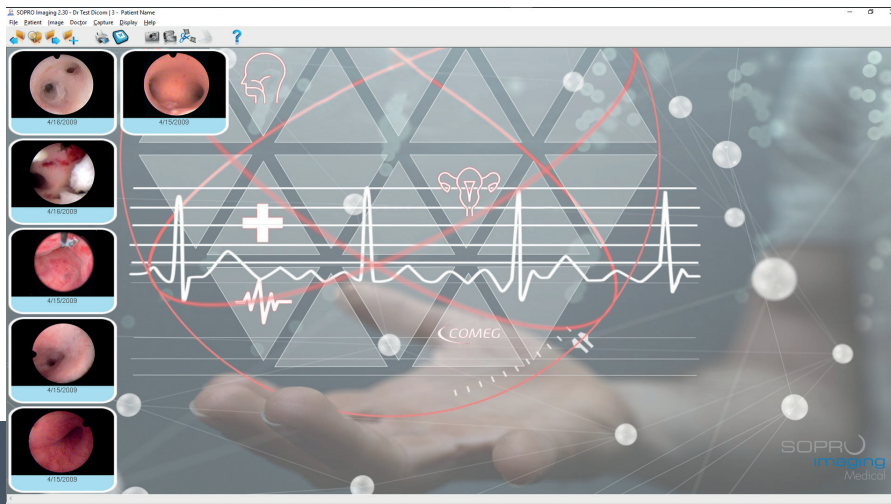 SOPRO Imaging 2.30 - Dr Test Dicom | 3 - Patient Name
File Patient Image Doctor Capture Display Help
4/16/2009
4/15/2009
4/16/2009
4/15/2009
4/15/2009
4/15/2009
COMEG
SOPRO
imaging
Medical